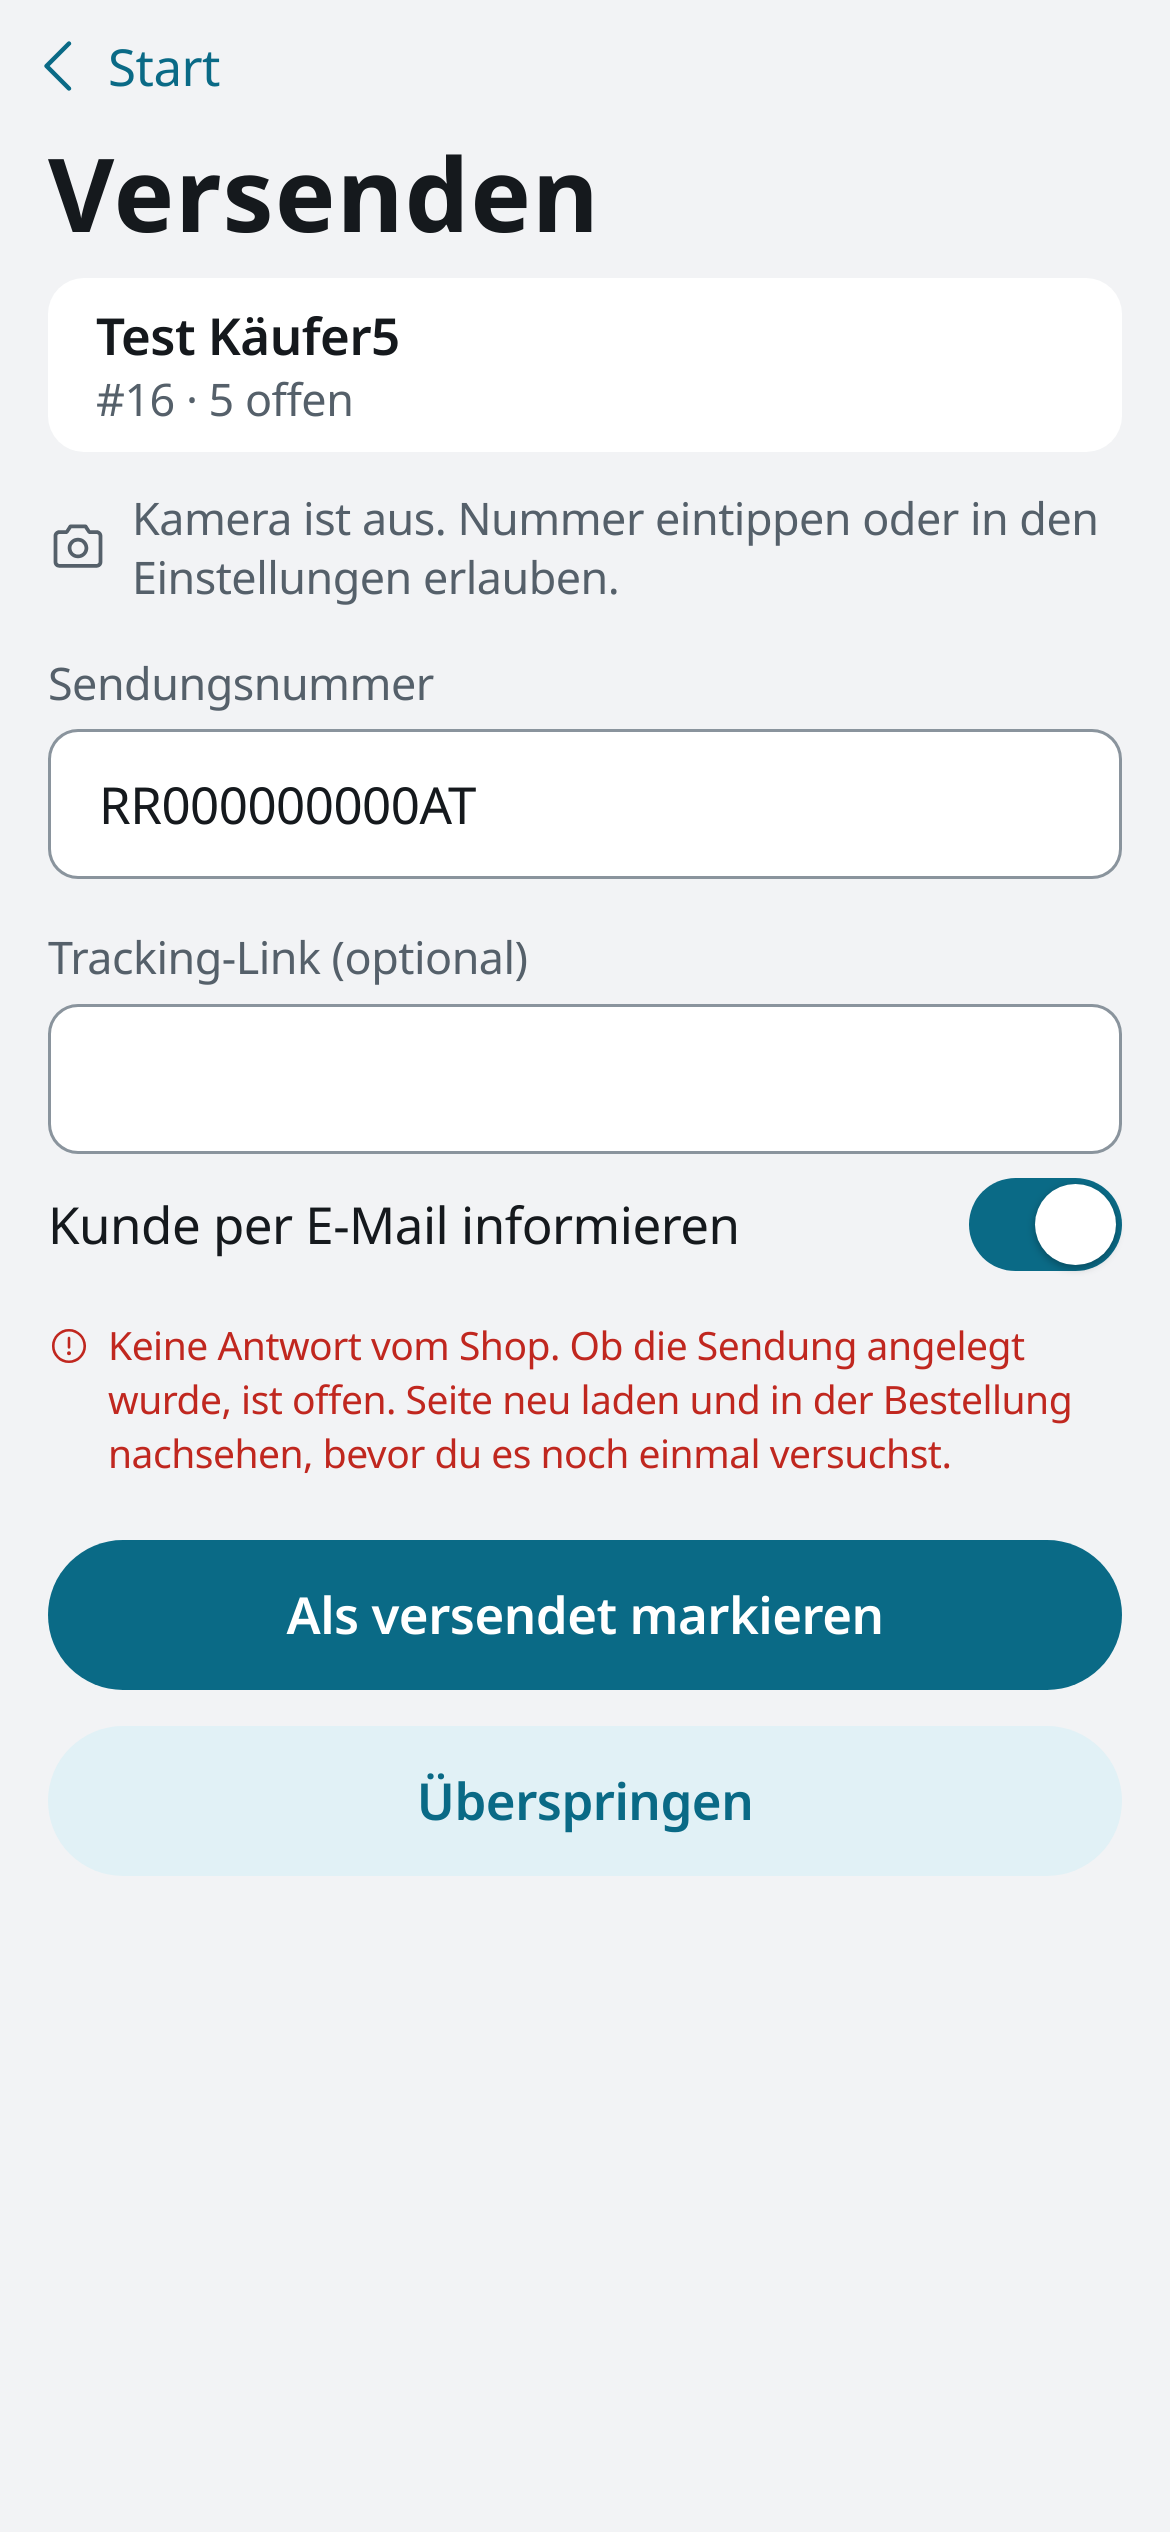 Start
Versenden
Test Käufer5
#16 · 5 offen
Kamera ist aus. Nummer eintippen oder in den
Einstellungen erlauben.
Sendungsnummer
RR000000000AT
Tracking-Link (optional)
Kunde per E-Mail informieren
Keine Antwort vom Shop. Ob die Sendung angelegt
wurde, ist offen. Seite neu laden und in der Bestellung
nachsehen, bevor du es noch einmal versuchst.
Als versendet markieren
Überspringen